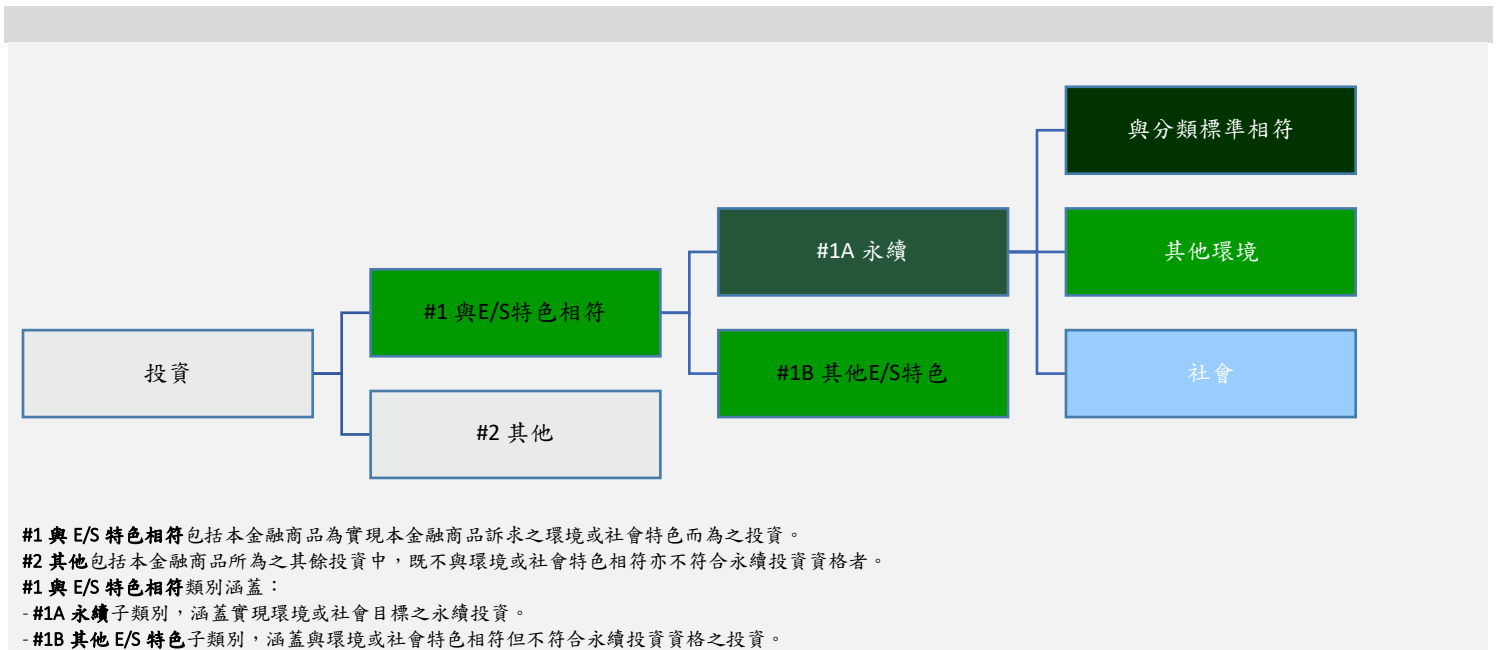 與分類標準相符
#1A 永續
其他環境
#1 與E/S特色相符
投資
#1B 其他E/S特色
社會
#2 其他
#1 與 E/S 特色相符包括本金融商品為實現本金融商品訴求之環境或社會特色而為之投資。
#2 其他包括本金融商品所為之其餘投資中，既不與環境或社會特色相符亦不符合永續投資資格者。
#1 與 E/S 特色相符類別涵蓋：
- #1A 永續子類別，涵蓋實現環境或社會目標之永續投資。
- #1B 其他 E/S 特色子類別，涵蓋與環境或社會特色相符但不符合永續投資資格之投資。